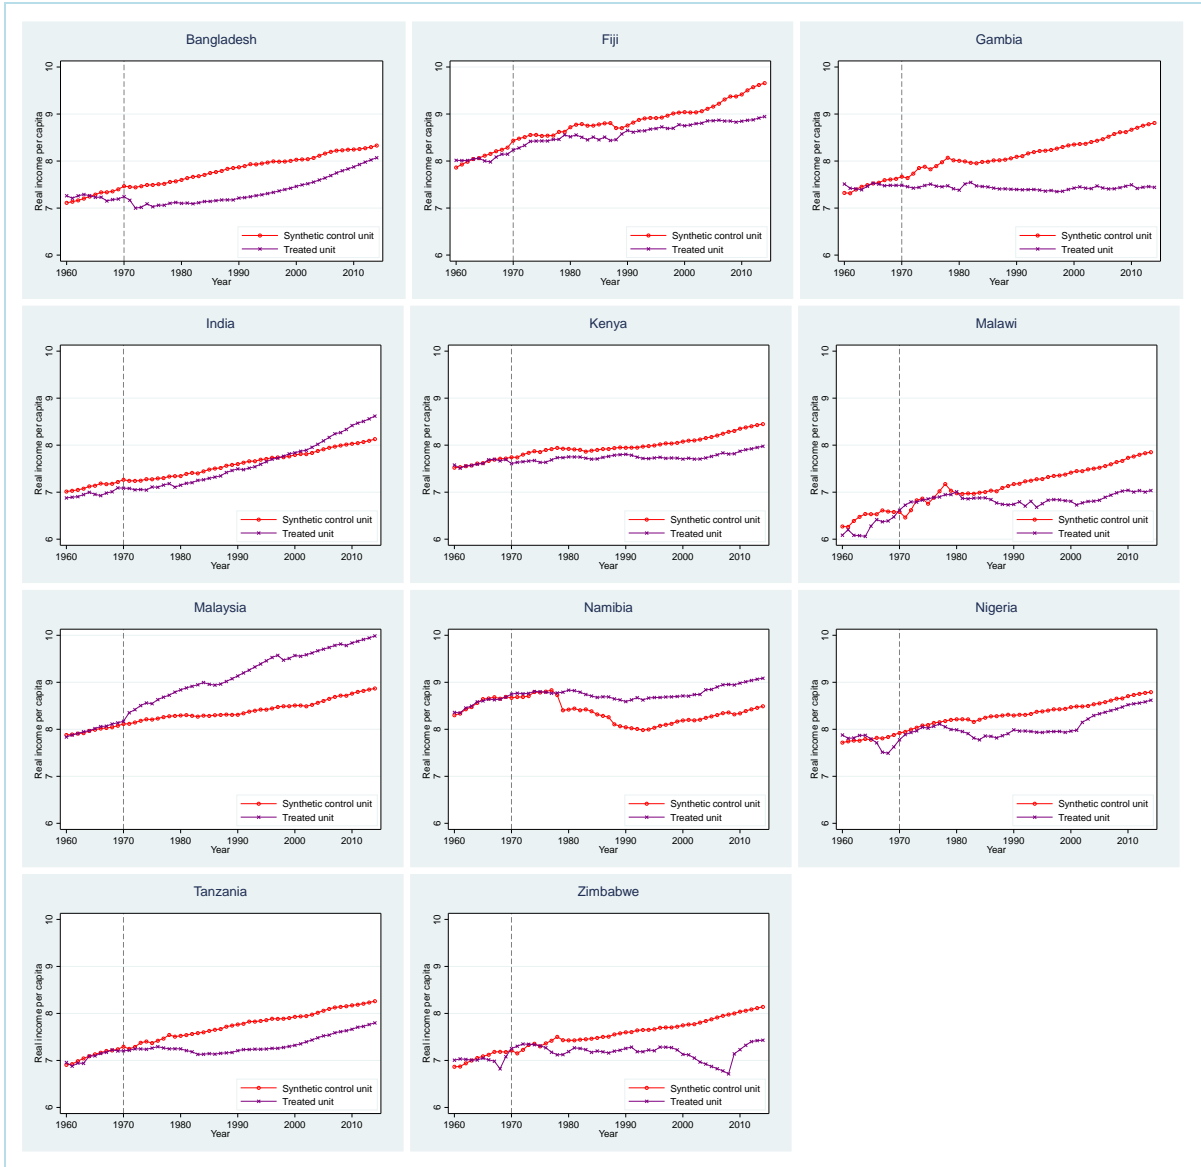 Bangladesh
Real income per capita
10
9
8
7
6
Synthetic control unit
Treated unit
1960 1970 1980 1990 2000 2010
Year
Fiji
Real income per capita
10
9
8
7
6
Synthetic control unit
Treated unit
1960 1970 1980 1990 2000 2010
Year
Gambia
Real income per capita
10
9
8
7
6
Synthetic control unit
Treated unit
1960 1970 1980 1990 2000 2010
Year
India
Real income per capita
10
9
8
7
6
Synthetic control unit
Treated unit
1960 1970 1980 1990 2000 2010
Year
Kenya
Real income per capita
10
9
8
7
6
Synthetic control unit
Treated unit
1960 1970 1980 1990 2000 2010
Year
Malawi
Real income per capita
10
9
8
7
6
Synthetic control unit
Treated unit
1960 1970 1980 1990 2000 2010
Year
Malaysia
Real income per capita
10
9
8
7
6
Synthetic control unit
Treated unit
1960 1970 1980 1990 2000 2010
Year
Namibia
Real income per capita
10
9
8
7
6
Synthetic control unit
Treated unit
1960 1970 1980 1990 2000 2010
Year
Nigeria
Real income per capita
10
9
8
7
6
Synthetic control unit
Treated unit
1960 1970 1980 1990 2000 2010
Year
Tanzania
Real income per capita
10
9
8
7
6
Synthetic control unit
Treated unit
1960 1970 1980 1990 2000 2010
Year
Zimbabwe
Real income per capita
10
9
8
7
6
Synthetic control unit
Treated unit
1960 1970 1980 1990 2000 2010
Year